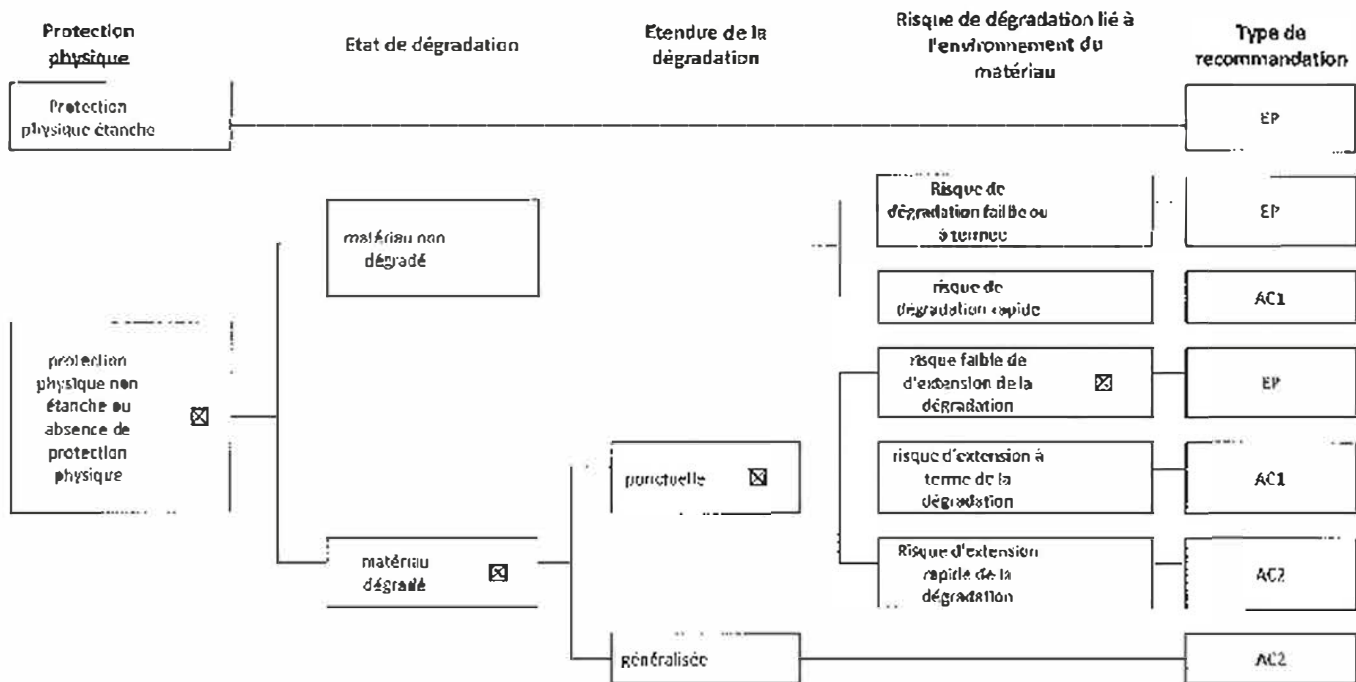 Protection
physique
Etat de dégradation
Etendue de la
dégradation
Risque de dégradation lié à
l'environnement du
matériau
Type de
recommandation
Protection
physique étanche
EP
matériau non
dégradé
Risque de
dégradation failbe ou
à termee
EP
risque de
dégradation rapide
AC1
protection
physique non
étanche ou
absence de
protection
physique
risque faible de
d'extension de la
dégradation
EP
ponctuelle
risque d'extension à
terme de la
dégradation
AC1
matériau
dégradé
Risque d'extension
rapide de la
dégradation
AC2
généralisée
AC2